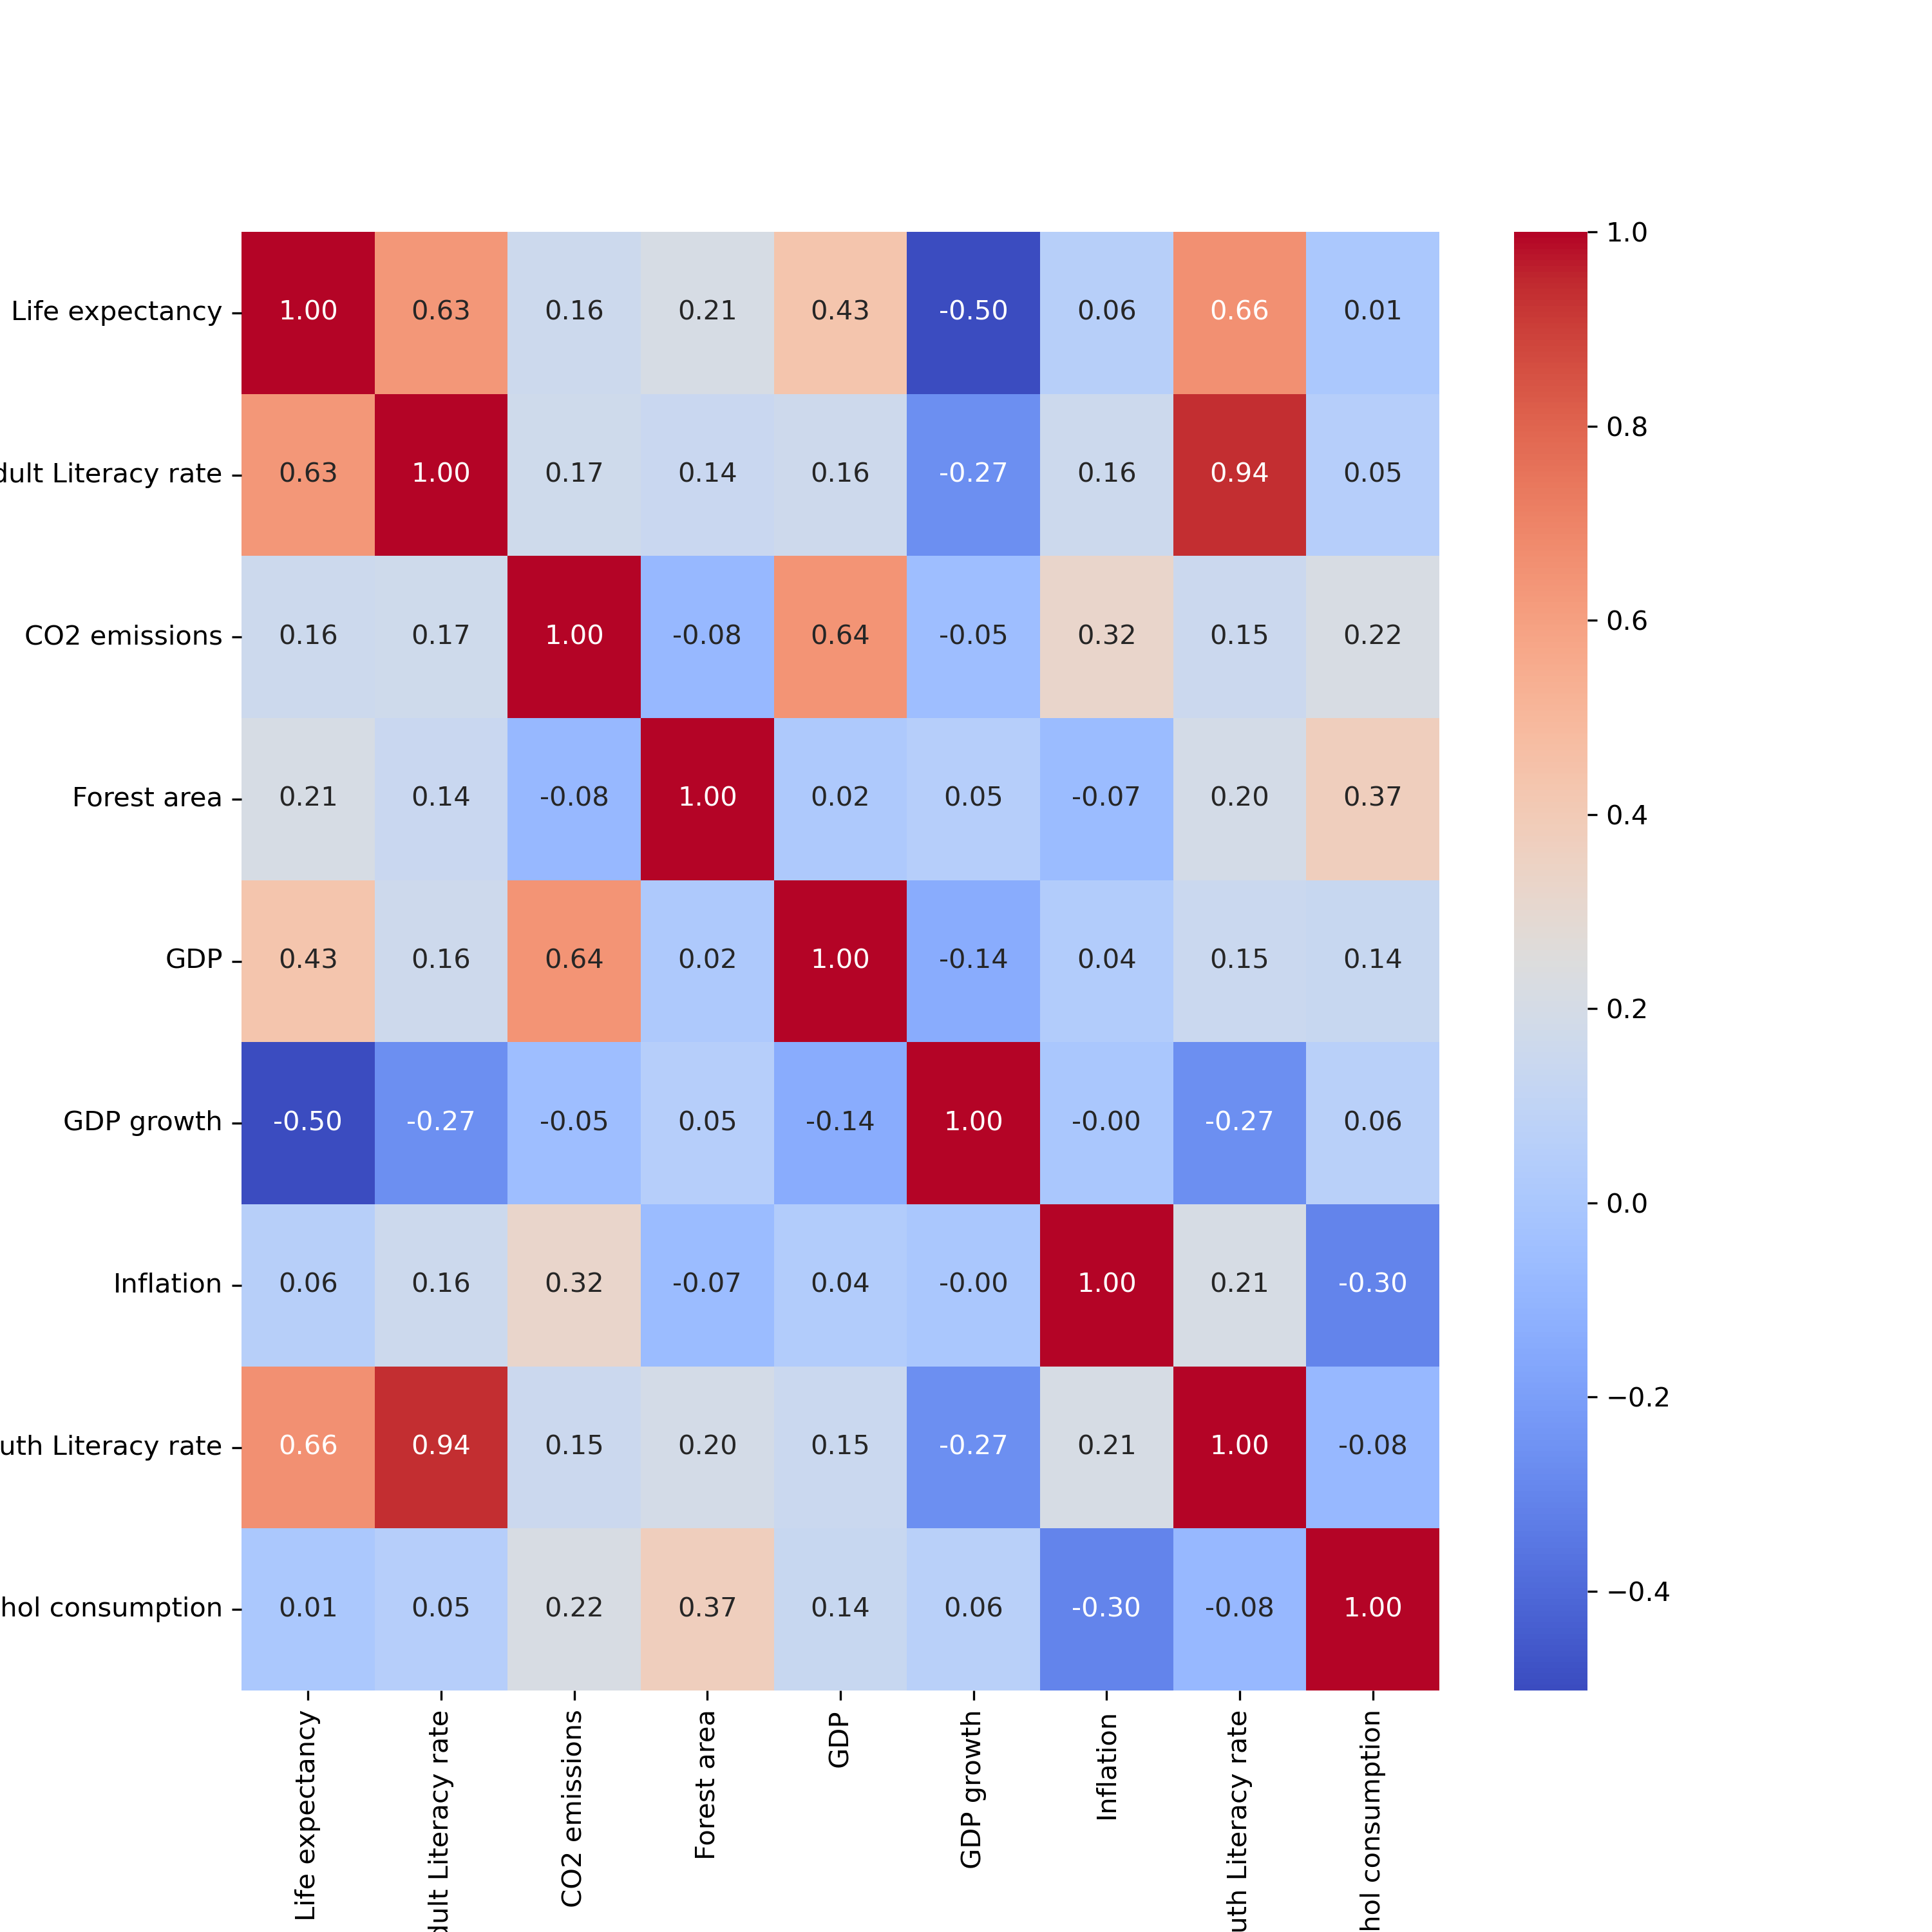 1.0
Life expectancy 1.00 0.63 0.16 0.21 0.43 -0.50 0.06 0.66 0.01
0.8
dult Literacy rate 0.63 1.00 0.17 0.14 0.16 -0.27 0.16 0.94 0.05
CO2 emissions 0.16 0.17 1.00 -0.08 0.64 -0.05 0.32 0.15 0.22
0.6
Forest area 0.21 0.14 -0.08 1.00 0.02 0.05 -0.07 0.20 0.37
0.4
GDP 0.43 0.16 0.64 0.02 1.00 -0.14 0.04 0.15 0.14
0.2
GDP growth -0.50 -0.27 -0.05 0.05 -0.14 1.00 -0.00 -0.27 0.06
0.0
Inflation 0.06 0.16 0.32 -0.07 0.04 -0.00 1.00 0.21 -0.30
−0.2
uth Literacy rate 0.66 0.94 0.15 0.20 0.15 -0.27 0.21 1.00 -0.08
−0.4
hol consumption 0.01 0.05 0.22 0.37 0.14 0.06 -0.30 -0.08 1.00
Life expectancy
dult Literacy rate
CO2 emissions
Forest area
GDP
GDP growth
Inflation
uth Literacy rate
hol consumption